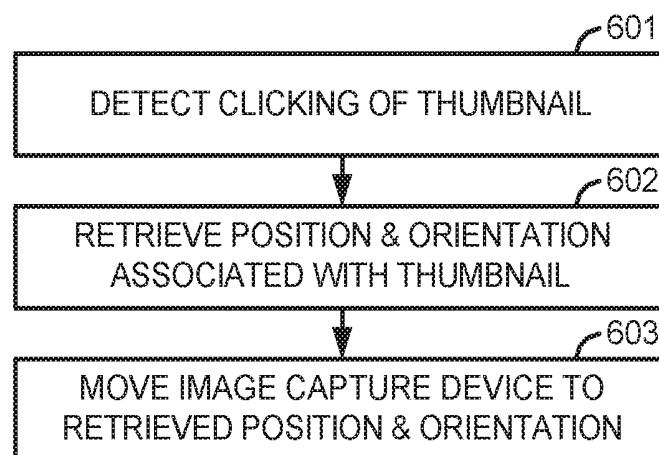 601
DETECT CLICKING OF THUMBNAIL
602
RETRIEVE POSITION & ORIENTATION
ASSOCIATED WITH THUMBNAIL
603
MOVE IMAGE CAPTURE DEVICE TO
RETRIEVED POSITION & ORIENTATION